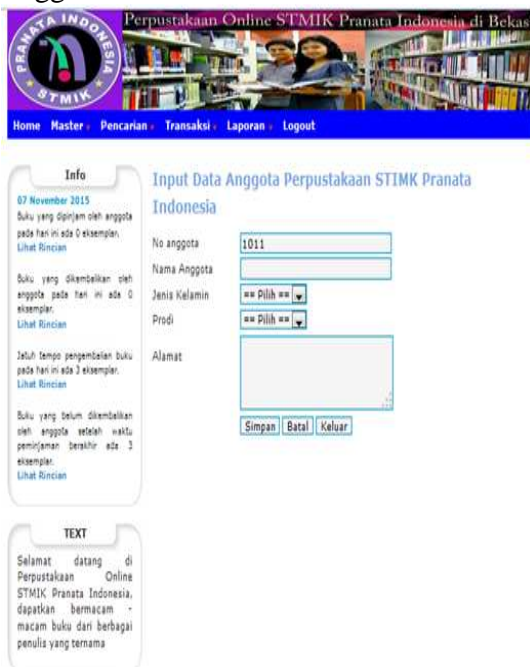 Perpustakaan Online STMIK Pranata Indonesia di Bekas
PRANATA INDONESIA
STMIK
Home Master Pencarian Transaksi Laporan Logout
Info
07 November 2015
Buku yang dipinjam oleh anggota
pada hari ini ada 0 eksemplar.
Lihat Rincian
Buku yang dikembalikan oleh
anggota pada hari ini ada 0
eksemplar.
Lihat Rincian
Jatuh tempo pengembalian buku
pada hari ini ada 3 eksemplar.
Lihat Rincian
Buku yang belum dikembalikan
oleh anggota setelah waktu
peminjaman berakhir ada 3
eksemplar.
Lihat Rincian
TEXT
Selamat datang di
Perpustakaan Online
STMIK Pranata Indonesia,
dapatkan bermacam -
macam buku dari berbagai
penulis yang ternama
Input Data Anggota Perpustakaan STIMK Pranata
Indonesia
No anggota 1011
Nama Anggota
Jenis Kelamin == Pilih ==
Prodi == Pilih ==
Alamat
Simpan Batal Keluar